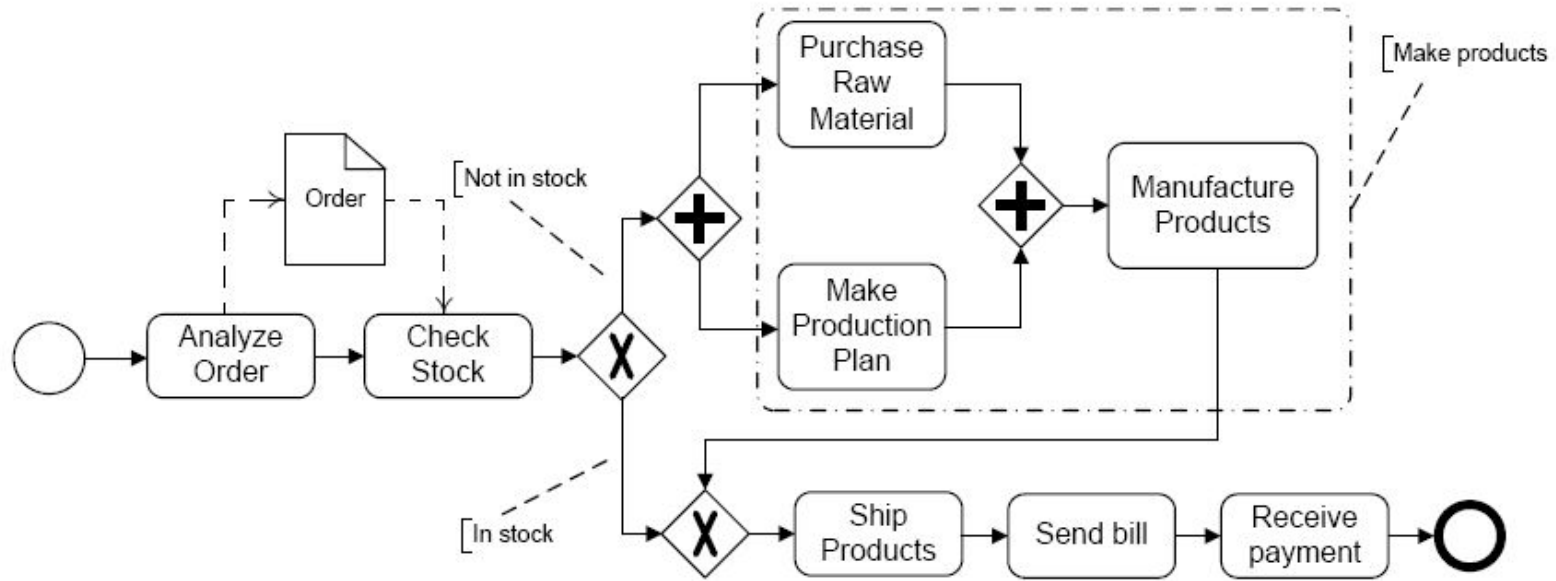 Purchase
Raw
Material
Make products
Not in stock
Order
Manufacture
Products
Make
Production
Plan
Analyze
Order
Check
Stock
In stock
Ship
Products
Send bill
Receive
payment